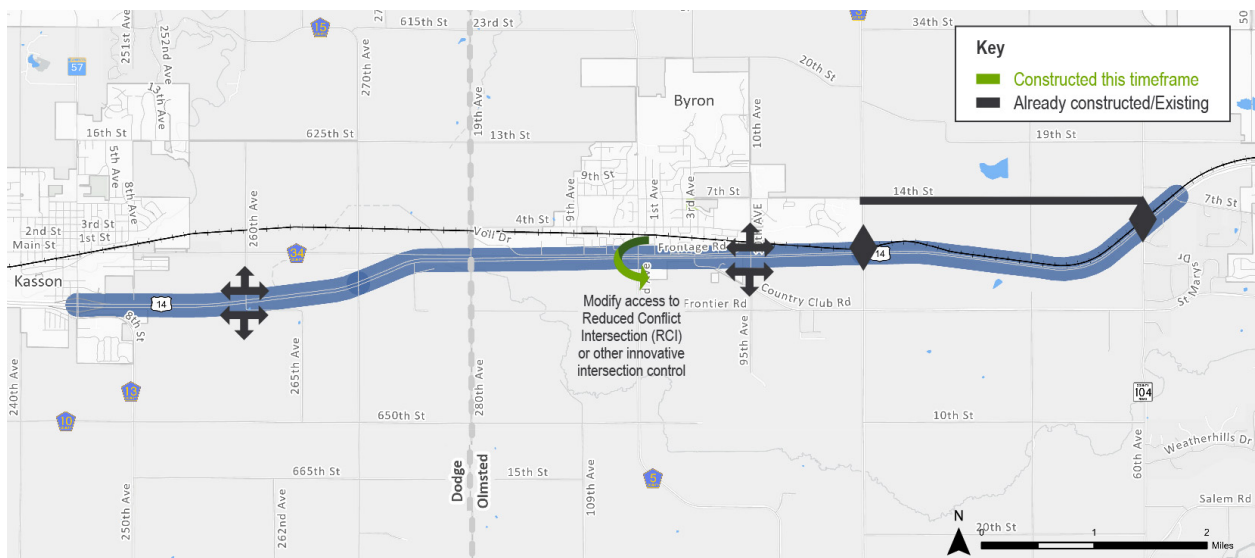 615th St
23rd St
34th St
50
15
251st Ave
252nd Ave
270th Ave
19th Ave
20th St
Key
Constructed this timeframe
Already constructed/Existing
57
13th Ave
Byron
10th Ave
16th St
625th St
13th St
19th St
5th Ave
8th Ave
9th St
9th Ave
1st Ave
3rd Ave
7th St
14th St
7th St
2nd St
3rd St
Main St
1st St
260th Ave
4th St
Voll Dr
Frontage Rd
34
14
Kasson
14
8th St
Frontier Rd
Country Club Rd
St Marys
Dr
Modify access to
Reduced Conflict
Intersection (RCI)
or other innovative
intersection control
240th Ave
265th Ave
280th Ave
95th Ave
13
10
104
650th St
10th St
Weatherhills Dr
665th St
15th St
Dodge
Olmsted
109th Ave
5
60th Ave
250th Ave
262nd Ave
Salem Rd
20th St
N
0 1 2
Miles